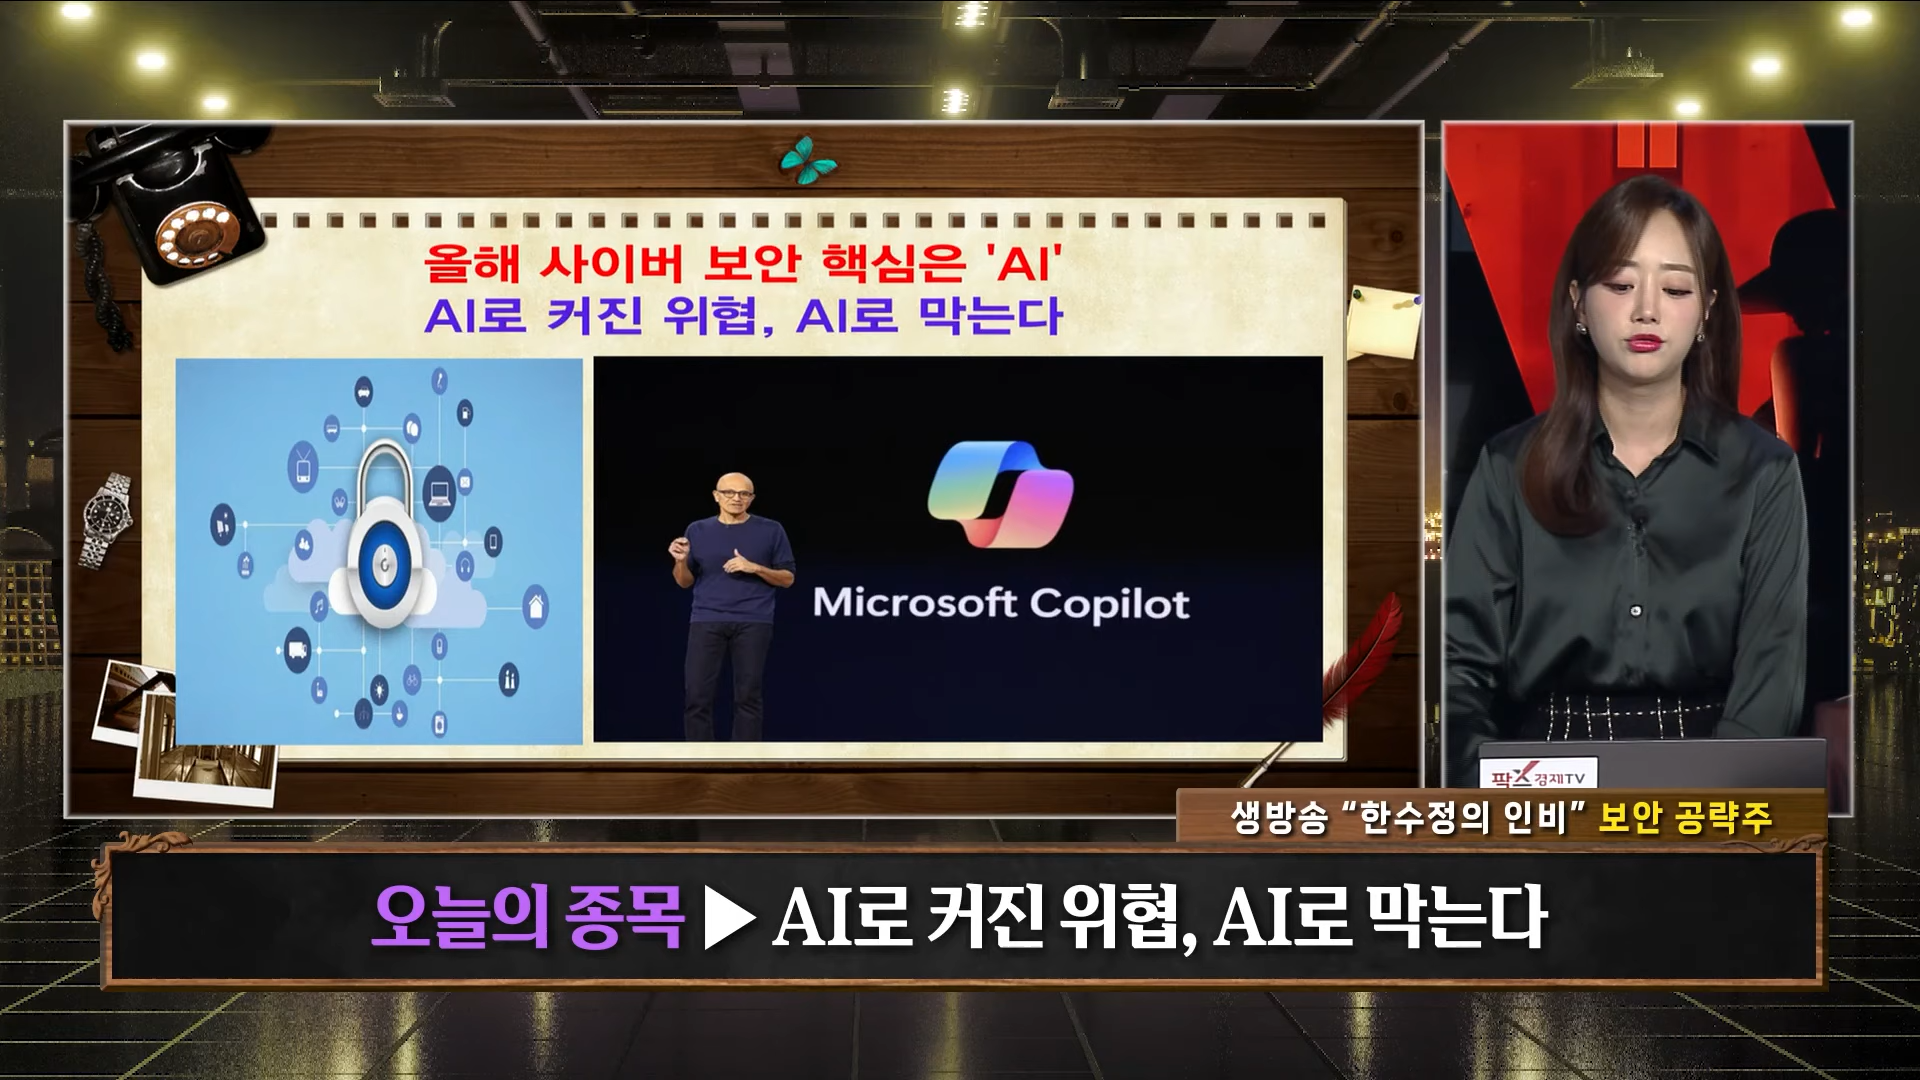 올해 사이버 보안 핵심은 'AI'
AI로 커진 위협, AI로 막는다
Microsoft Copilot
팍스경제TV
생방송 “한수정의 인비” 보안 공략주
오늘의 종목 ▶ AI로 커진 위협, AI로 막는다